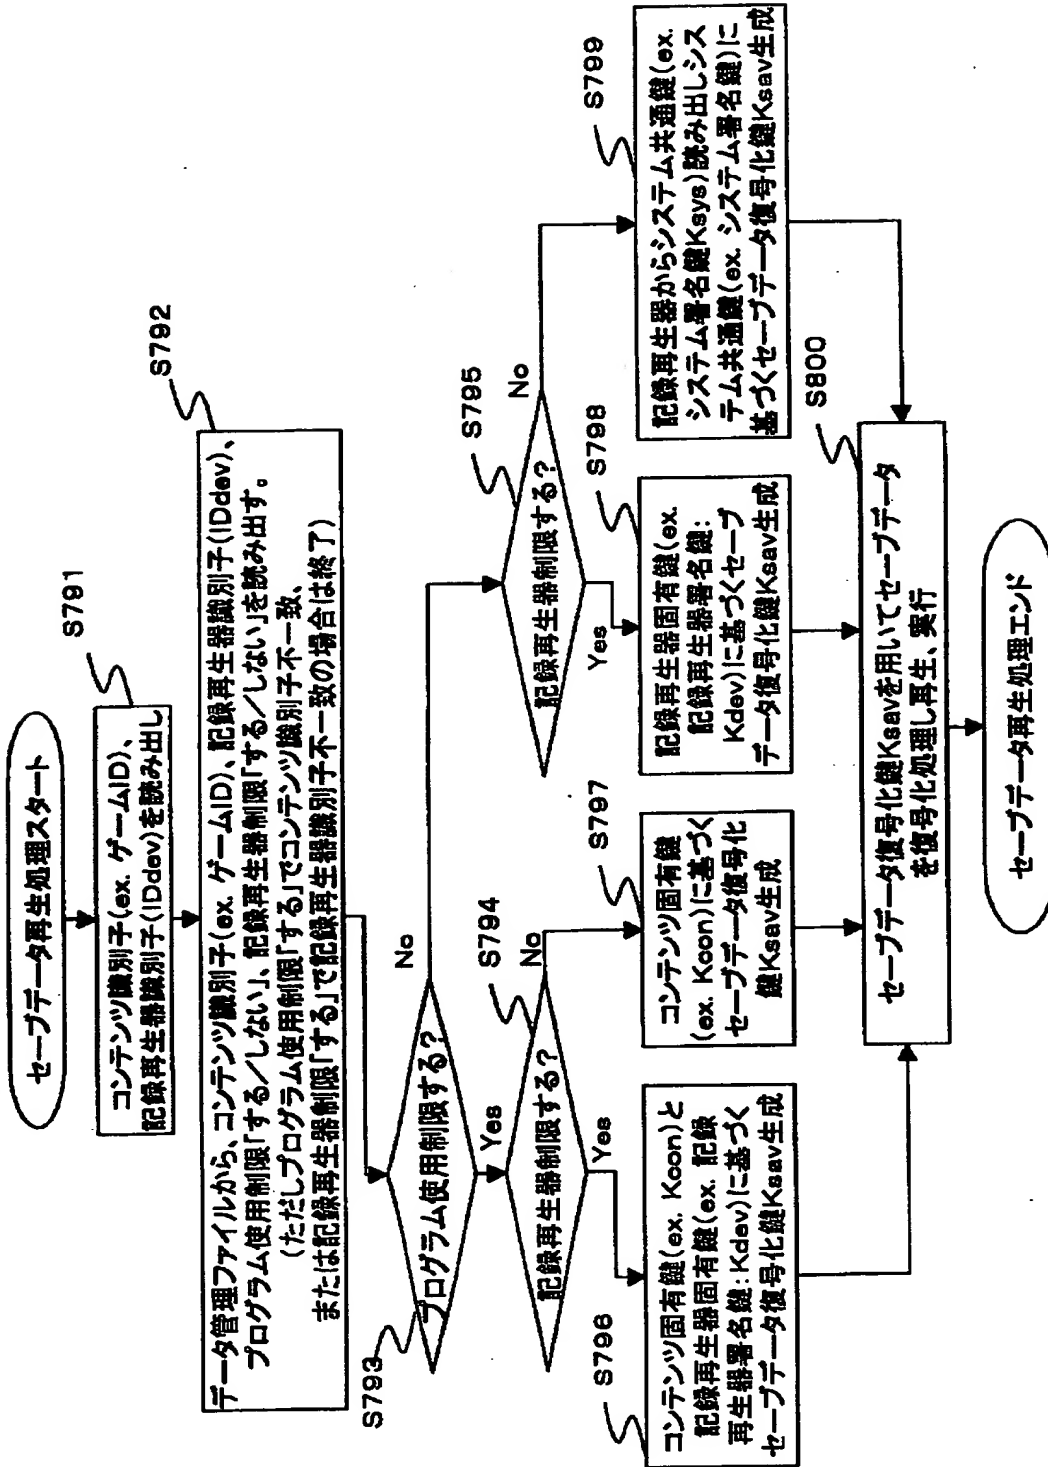 セーブデータ再生処理スタート
S791
コンテンツ識別子(ex. ゲームID)、
記録再生器識別子(IDdev)を読み出し
S792
データ管理ファイルから、コンテンツ識別子(ex. ゲームID)、記録再生器識別子(IDdev)、
プログラム使用制限「する/しない」、記録再生器制限「する/しない」を読み出す。
(ただしプログラム使用制限「する」でコンテンツ識別子不一致、
または記録再生器制限「する」で記録再生器識別子不一致の場合は終了)
S793
プログラム使用制限する?
No
Yes
S794
記録再生器制限する?
No
Yes
S795
記録再生器制限する?
No
Yes
S796
コンテンツ固有鍵(ex. Kcon)と
記録再生器固有鍵(ex. 記録
再生器署名鍵:Kdev)に基づく
セーブデータ復号化鍵Ksav生成
S797
コンテンツ固有鍵
(ex. Kcon)に基づく
セーブデータ復号化
鍵Ksav生成
S798
記録再生器固有鍵(ex.
記録再生器署名鍵:
Kdev)に基づくセーブ
データ復号化鍵Ksav生成
S799
記録再生器からシステム共通鍵(ex.
システム署名鍵Ksys)読み出しシス
テム共通鍵(ex. システム署名鍵)に
基づくセーブデータ復号化鍵Ksav生成
S800
セーブデータ復号化鍵Ksavを用いてセーブデータ
を復号化処理し再生、実行
セーブデータ再生処理エンド